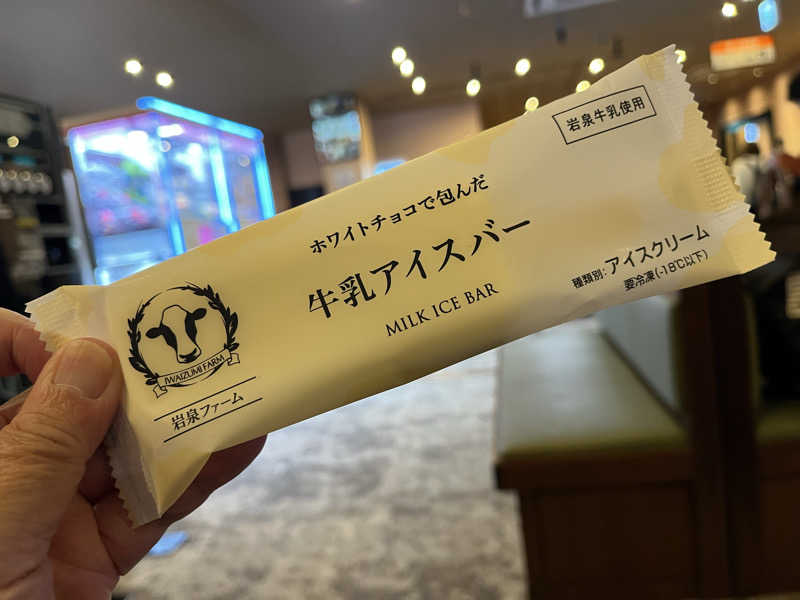 岩泉牛乳使用
ホワイトチョコで包んだ
牛乳アイスバー
MILK ICE BAR
種類別:アイスクリーム
要冷凍(-18℃以下)
IWAIZUMI FARM
岩泉ファーム